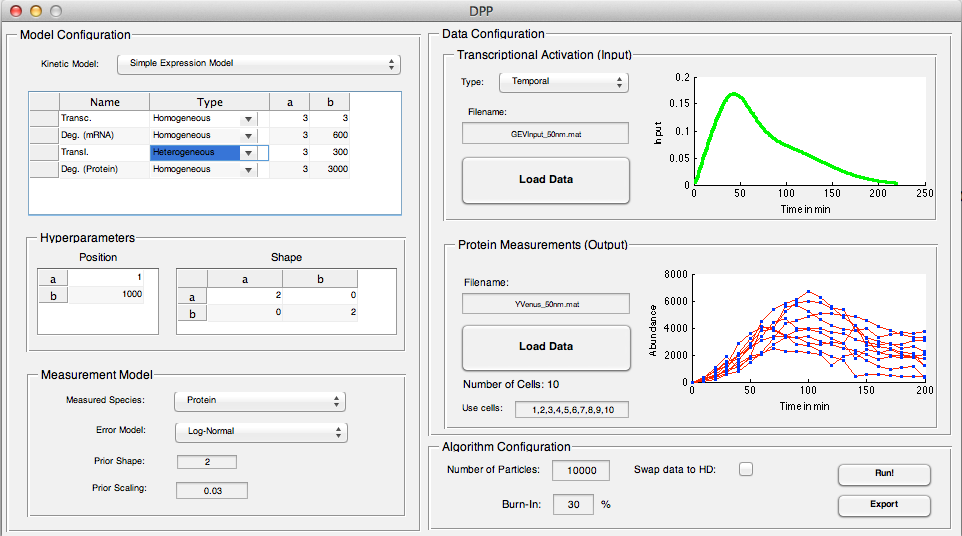 DPP
Model Configuration
Kinetic Model: Simple Expression Model
Name Type a b
Transc. Homogeneous 3 3
Deg. (mRNA) Homogeneous 3 600
Transl. Heterogeneous 3 300
Deg. (Protein) Homogeneous 3 3000
Hyperparameters
Position
a 1
b 1000
Shape
a b
a 2 0
b 0 2
Measurement Model
Measured Species: Protein
Error Model: Log-Normal
Prior Shape: 2
Prior Scaling: 0.03
Data Configuration
Transcriptional Activation (Input)
Type: Temporal
Filename:
GEVInput_50nm.mat
Load Data
0.2
0.15
0.1
0.05
0
Input
0 50 100 150 200 250
Time in min
Protein Measurements (Output)
Filename:
YVenus_50nm.mat
Load Data
Number of Cells: 10
Use cells: 1,2,3,4,5,6,7,8,9,10
8000
6000
4000
2000
0
Abundance
0 50 100 150 200
Time in min
Algorithm Configuration
Number of Particles: 10000 Swap data to HD:
Burn-In: 30 %
Run!
Export